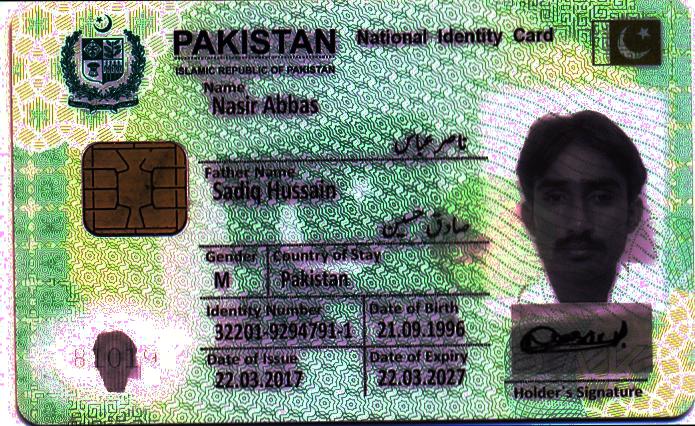 PAKISTAN National Identity Card
ISLAMIC REPUBLIC OF PAKISTAN
Name
Nasir Abbas
ناصر عباس
Father Name
Sadiq Hussain
صادق حسین
Gender Country of Stay
M Pakistan
Identity Number Date of Birth
32201-9294791-1 21.09.1996
Date of Issue Date of Expiry
22.03.2017 22.03.2027
81019
Holder's Signature